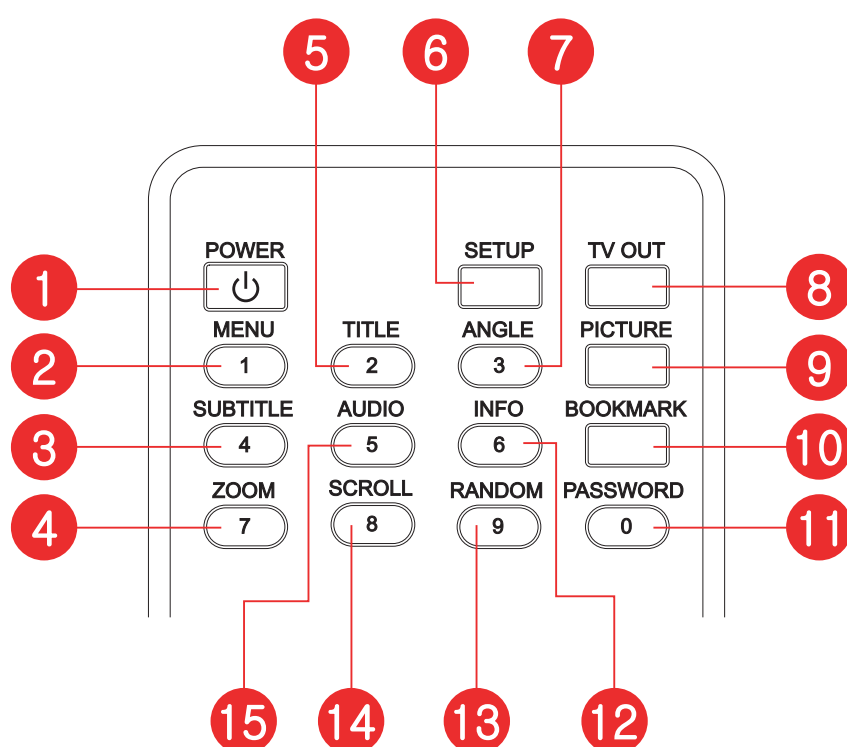 5 6 7
POWER SETUP TV OUT
1 8
MENU TITLE ANGLE PICTURE
2 1 2 3 9
SUBTITLE AUDIO INFO BOOKMARK
3 4 5 6 10
ZOOM SCROLL RANDOM PASSWORD
4 7 8 9 0 11
15 14 13 12